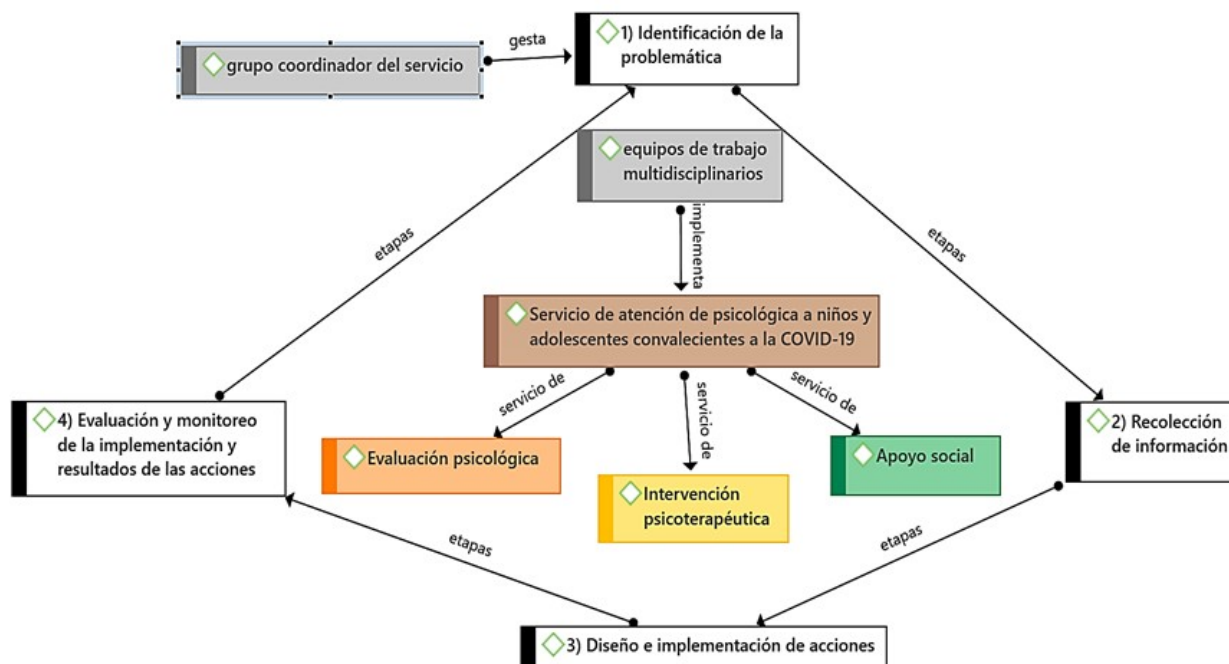 grupo coordinador del servicio
gesta
1) Identificación de la
problemática
equipos de trabajo
multidisciplinarios
implementa
etapas
etapas
Servicio de atención de psicológica a niños y
adolescentes convalecientes a la COVID-19
servicio de
servicio de
servicio de
4) Evaluación y monitoreo
de la implementación y
resultados de las acciones
Evaluación psicológica
Intervención
psicoterapéutica
Apoyo social
2) Recolección
de información
etapas
etapas
3) Diseño e implementación de acciones